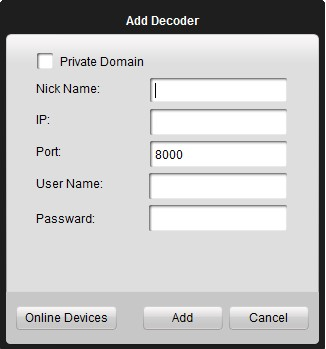 Add Decoder
Private Domain
Nick Name:
IP:
Port: 8000
User Name:
Password:
Online Devices Add Cancel